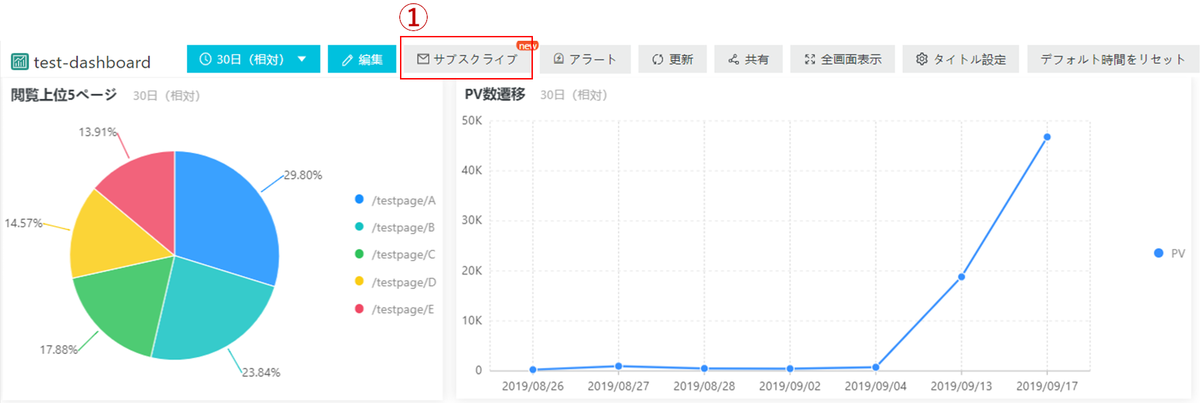 ①
test-dashboard
30日（相対）
編集
サブスクライブ
new
アラート
更新
共有
全画面表示
タイトル設定
デフォルト時間をリセット
閲覧上位5ページ 30日（相対）
13.91%
29.80%
14.57%
17.88%
23.84%
/testpage/A
/testpage/B
/testpage/C
/testpage/D
/testpage/E
PV数遷移 30日（相対）
50K
40K
30K
20K
10K
0
2019/08/26 2019/08/27 2019/08/28 2019/09/02 2019/09/04 2019/09/13 2019/09/17
PV